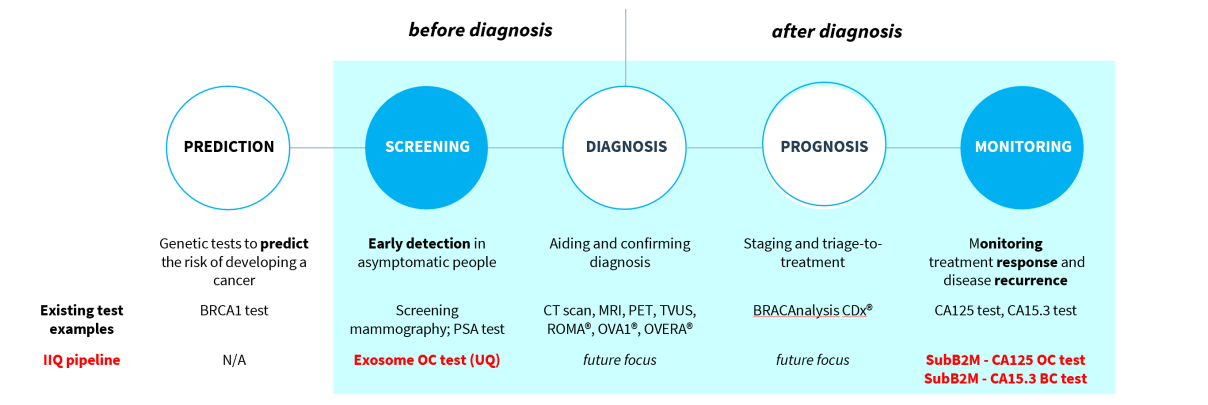 before diagnosis
after diagnosis
PREDICTION
SCREENING
DIAGNOSIS
PROGNOSIS
MONITORING
Genetic tests to predict
the risk of developing a
cancer
Early detection in
asymptomatic people
Aiding and confirming
diagnosis
Staging and triage-to-
treatment
Monitoring
treatment response and
disease recurrence
Existing test
examples
BRCA1 test
Screening
mammography; PSA test
CT scan, MRI, PET, TVUS,
ROMA®, OVA1®, OVERA®
BRACAnalysis CDx®
CA125 test, CA15.3 test
IIQ pipeline
N/A
Exosome OC test (UQ)
future focus
future focus
SubB2M - CA125 OC test
SubB2M - CA15.3 BC test